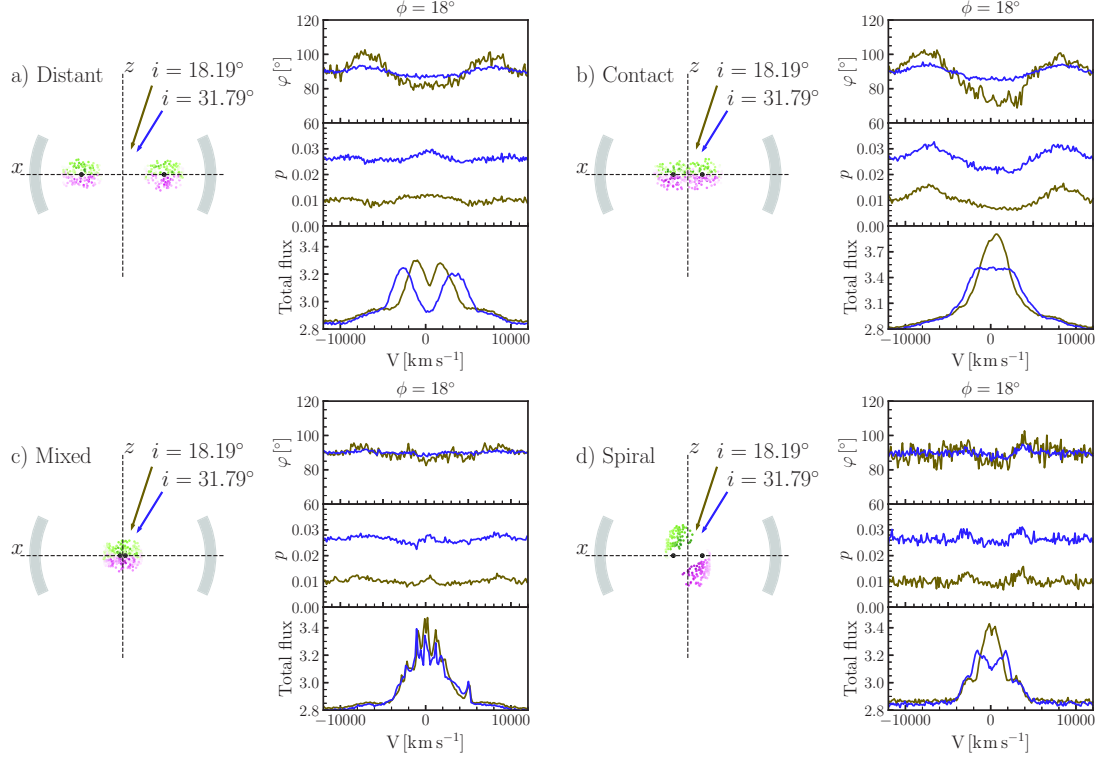 a) Distant
z
i = 18.19°
i = 31.79°
x
ϕ = 18°
120
100
80
60
φ [°]
0.03
0.02
0.01
0.00
p
3.4
3.2
3.0
2.8
Total flux
−10000 0 10000
V [km s⁻¹]
b) Contact
z
i = 18.19°
i = 31.79°
x
ϕ = 18°
120
100
80
60
φ [°]
0.03
0.02
0.01
0.00
p
3.7
3.4
3.1
2.8
Total flux
−10000 0 10000
V [km s⁻¹]
c) Mixed
z
i = 18.19°
i = 31.79°
x
ϕ = 18°
120
100
80
60
φ [°]
0.03
0.02
0.01
0.00
p
3.4
3.2
3.0
2.8
Total flux
−10000 0 10000
V [km s⁻¹]
d) Spiral
z
i = 18.19°
i = 31.79°
x
ϕ = 18°
120
100
80
60
φ [°]
0.03
0.02
0.01
0.00
p
3.4
3.2
3.0
2.8
Total flux
−10000 0 10000
V [km s⁻¹]